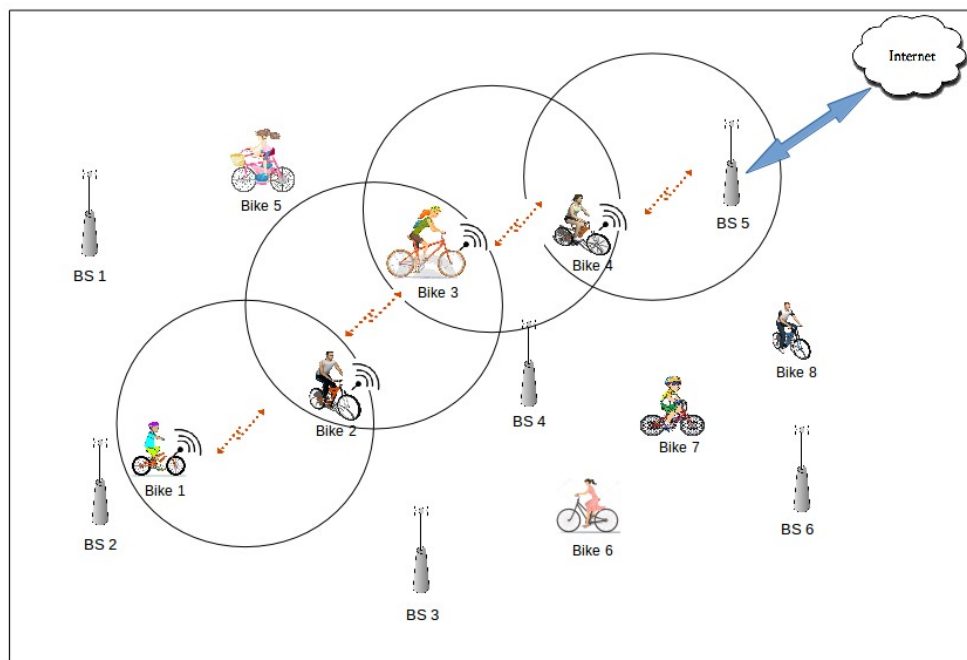 Internet
Bike 5
BS 5
BS 1
Bike 4
Bike 3
Bike 8
BS 4
Bike 2
Bike 7
Bike 1
BS 2
BS 6
Bike 6
BS 3